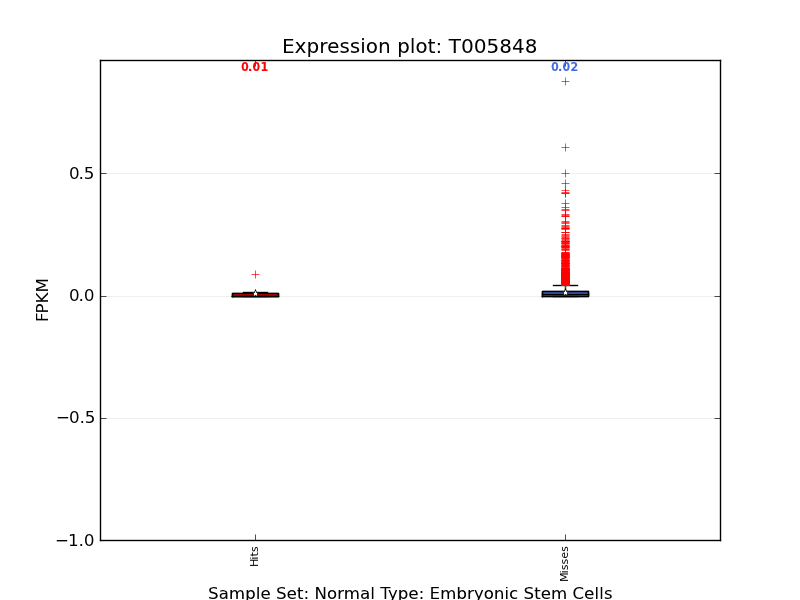 Expression plot: T005848
0.01
0.02
0.5
0.0
−0.5
−1.0
FPKM
Hits
Misses
Sample Set: Normal Type: Embryonic Stem Cells